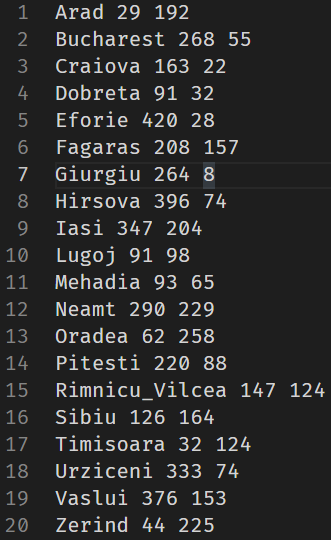 1 Arad 29 192
2 Bucharest 268 55
3 Craiova 163 22
4 Dobreta 91 32
5 Eforie 420 28
6 Fagaras 208 157
7 Giurgiu 264 8
8 Hirsova 396 74
9 Iasi 347 204
10 Lugoj 91 98
11 Mehadia 93 65
12 Neamt 290 229
13 Oradea 62 258
14 Pitesti 220 88
15 Rimnicu_Vilcea 147 124
16 Sibiu 126 164
17 Timisoara 32 124
18 Urziceni 333 74
19 Vaslui 376 153
20 Zerind 44 225